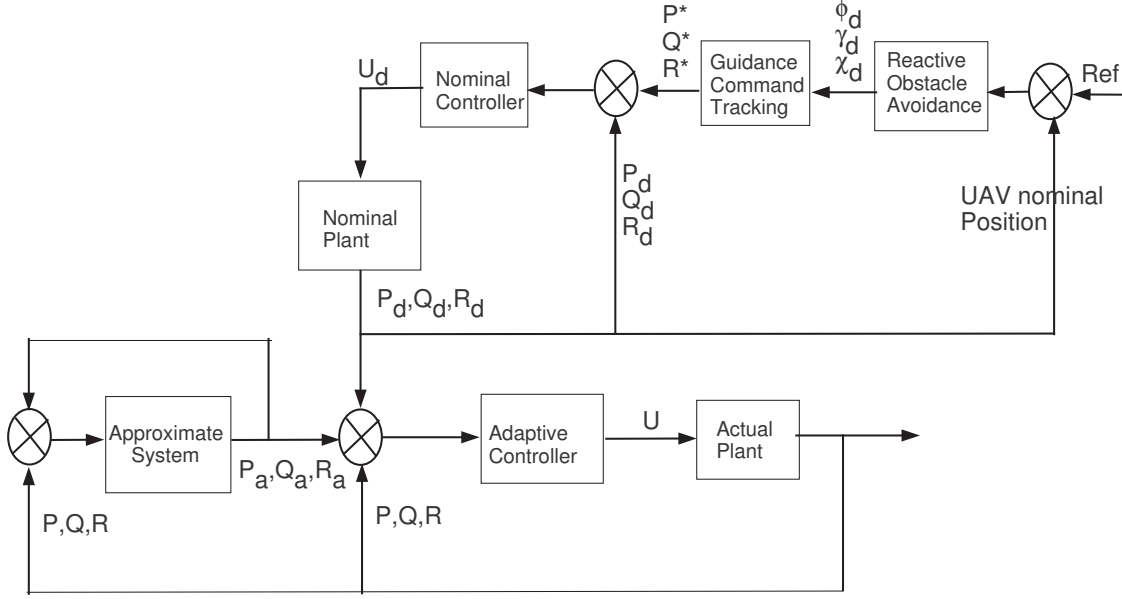 P*
Q*
R*
ϕd
γd
χd
Ref
Ud
Nominal
Controller
Guidance
Command
Tracking
Reactive
Obstacle
Avoidance
Nominal
Plant
Pd
Qd
Rd
UAV nominal
Position
Pd,Qd,Rd
Approximate
System
Adaptive
Controller
U
Actual
Plant
Pa,Qa,Ra
P,Q,R
P,Q,R